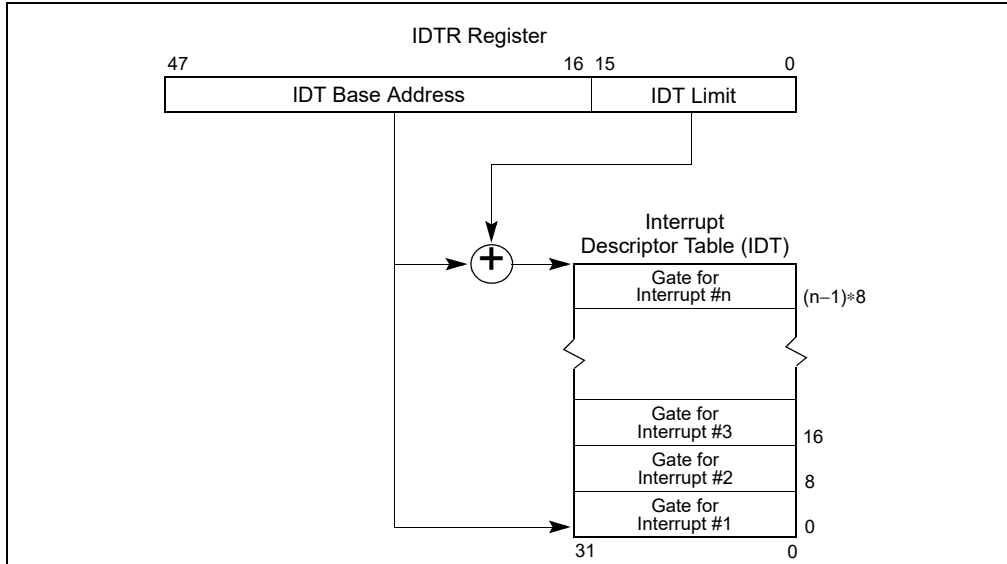 IDTR Register
47 16 15 0
IDT Base Address IDT Limit
+
Interrupt
Descriptor Table (IDT)
Gate for
Interrupt #n
(n−1)∗8
Gate for
Interrupt #3
16
Gate for
Interrupt #2
8
Gate for
Interrupt #1
0
31 0